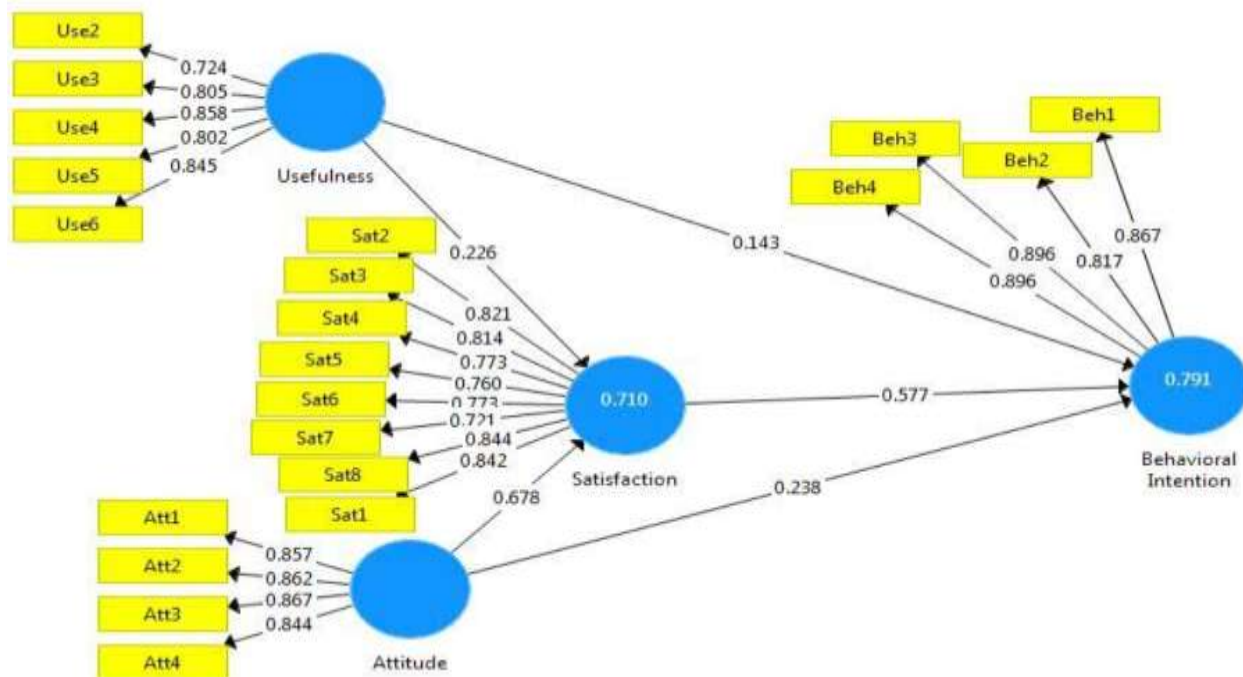 Use2
Use3
Use4
Use5
Use6
0.724
0.805
0.858
0.802
0.845
Usefulness
0.226
0.143
Beh1
Beh3
Beh2
Beh4
0.867
0.896
0.817
0.896
0.791
Behavioral
Intention
Sat2
Sat3
Sat4
Sat5
Sat6
Sat7
Sat8
Sat1
0.821
0.814
0.773
0.760
0.773
0.721
0.844
0.842
0.710
Satisfaction
0.577
0.678
0.238
Att1
Att2
Att3
Att4
0.857
0.862
0.867
0.844
Attitude